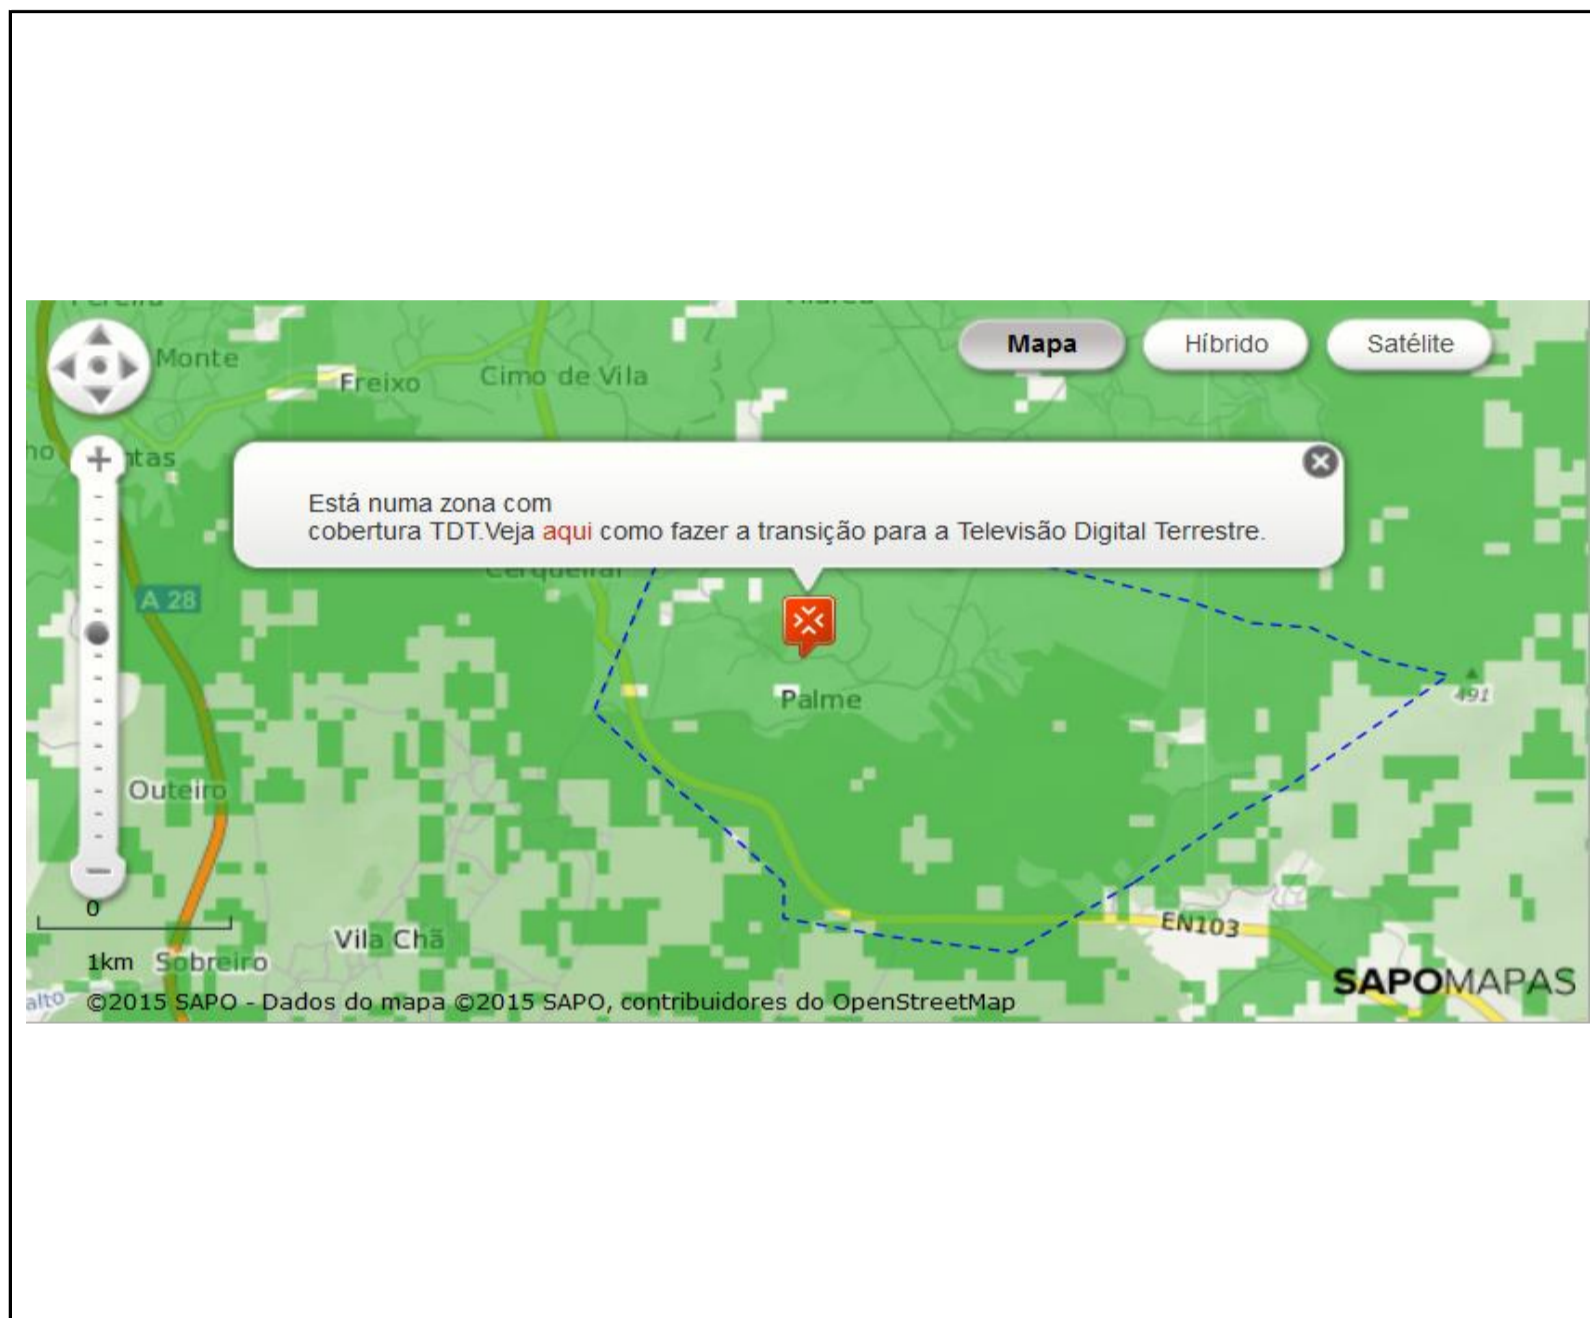 Monte
Freixo
Cimo de Vila
Mapa
Híbrido
Satélite
Está numa zona com
cobertura TDT.Veja aqui como fazer a transição para a Televisão Digital Terrestre.
A 28
Palme
491
Outeiro
0
1km
Sobreiro
Vila Chã
EN103
SAPOMAPAS
©2015 SAPO - Dados do mapa ©2015 SAPO, contribuidores do OpenStreetMap